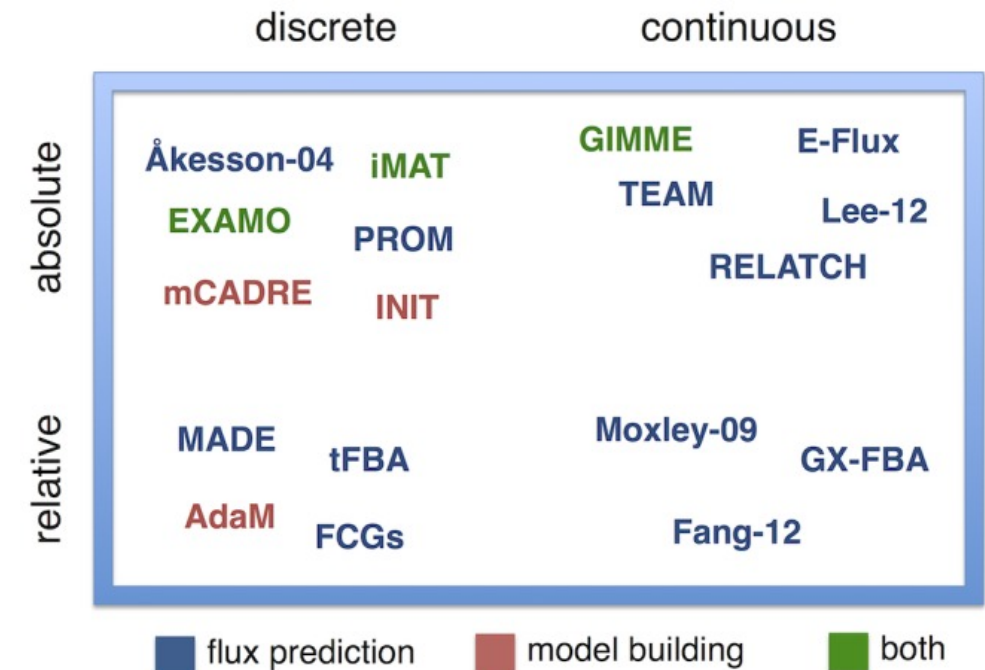 discrete continuous
absolute
Åkesson-04 iMAT GIMME E-Flux
EXAMO PROM TEAM Lee-12
mCADRE INIT RELATCH
relative
MADE tFBA Moxley-09 GX-FBA
AdaM FCGs Fang-12
flux prediction model building both